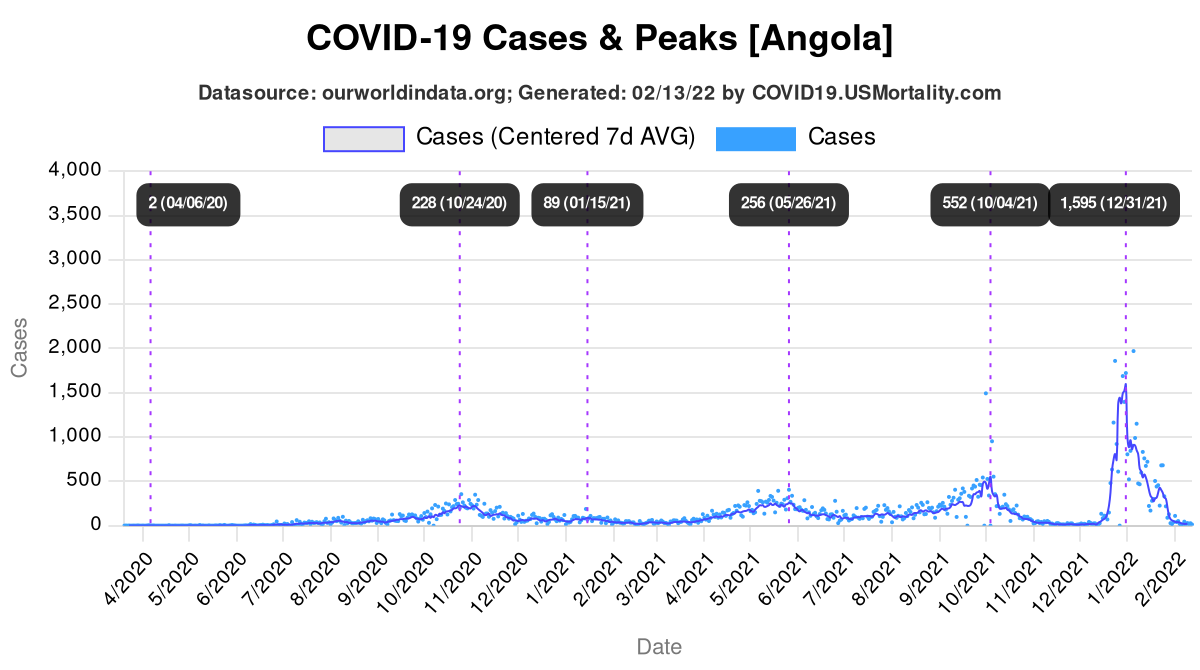 COVID-19 Cases & Peaks [Angola]
Datasource: ourworldindata.org; Generated: 02/13/22 by COVID19.USMortality.com
Cases (Centered 7d AVG) Cases
4,000
3,500
3,000
2,500
2,000
1,500
1,000
500
0
Cases
2 (04/06/20) 228 (10/24/20) 89 (01/15/21) 256 (05/26/21) 552 (10/04/21) 1,595 (12/31/21)
4/2020 5/2020 6/2020 7/2020 8/2020 9/2020 10/2020 11/2020 12/2020 1/2021 2/2021 3/2021 4/2021 5/2021 6/2021 7/2021 8/2021 9/2021 10/2021 11/2021 12/2021 1/2022 2/2022
Date